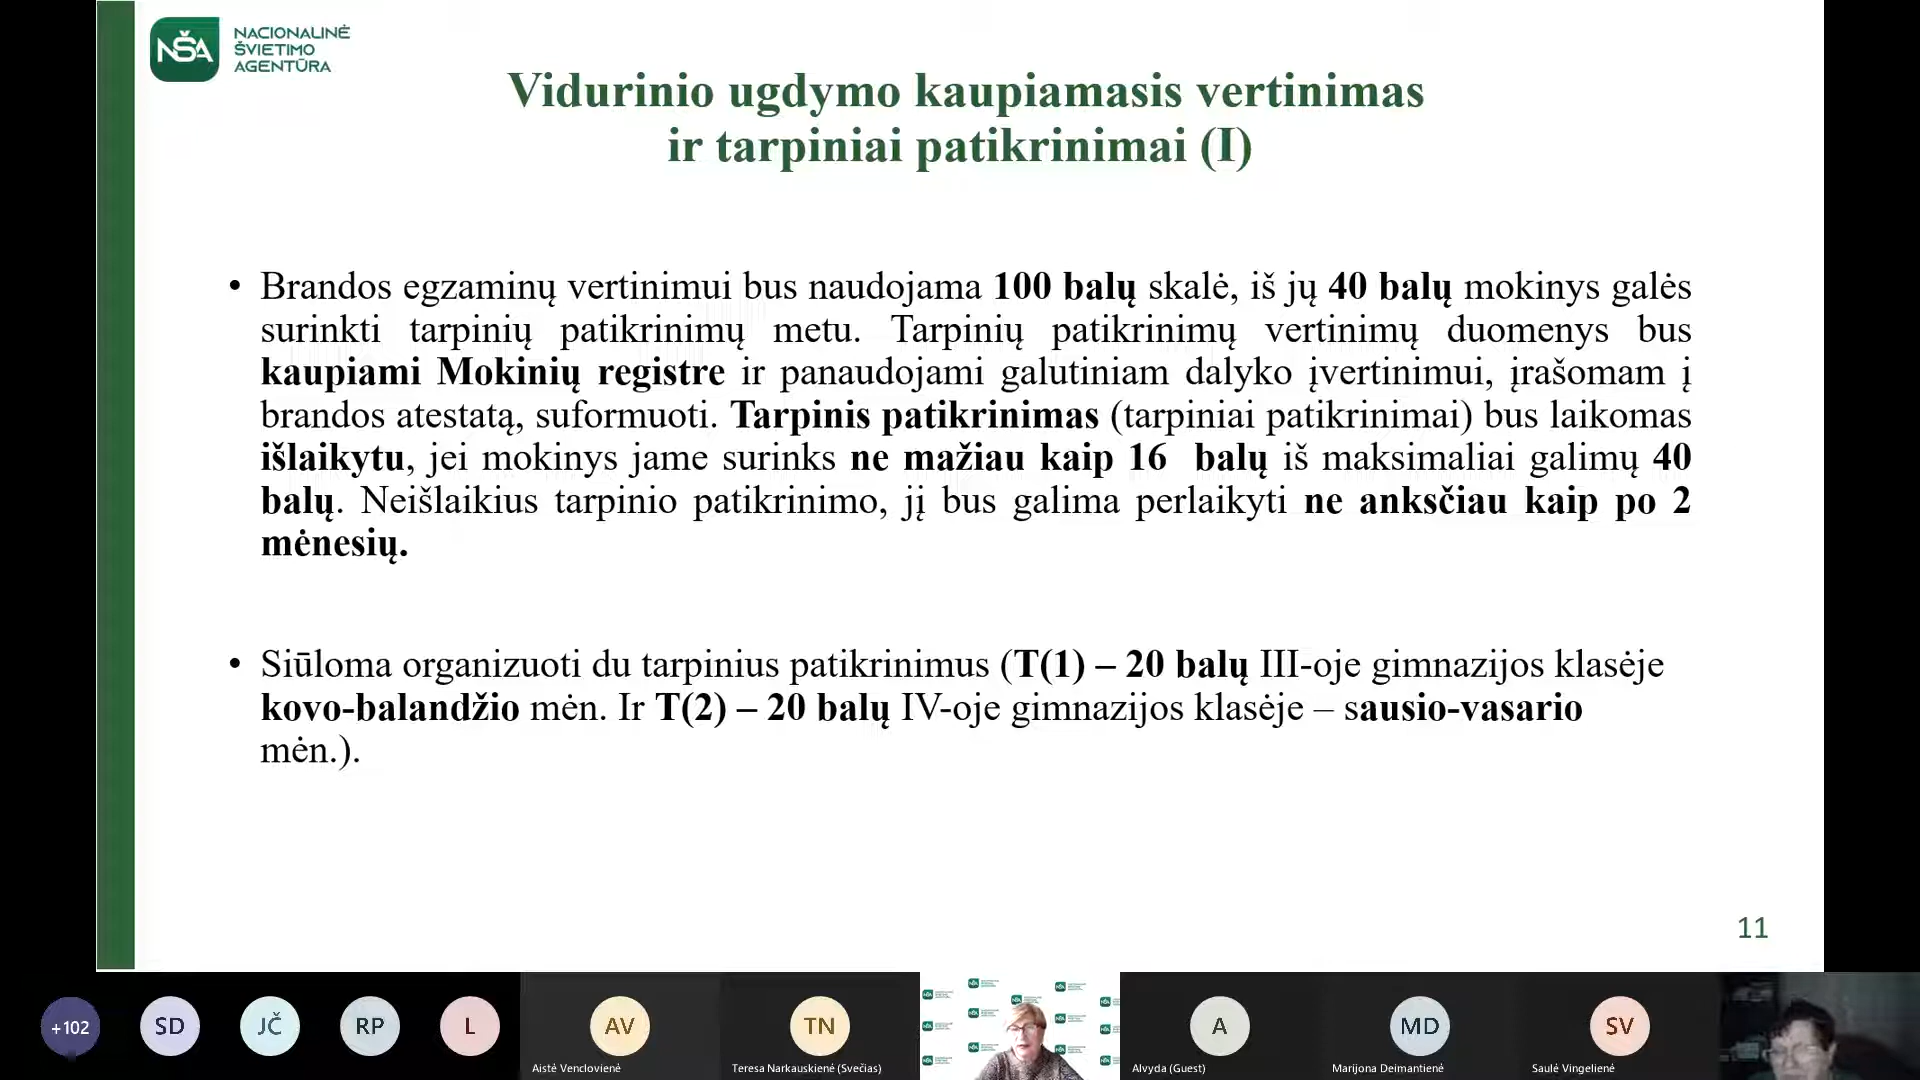 NŠA NACIONALINĖ
ŠVIETIMO
AGENTŪRA
Vidurinio ugdymo kaupiamasis vertinimas
ir tarpiniai patikrinimai (I)
• Brandos egzaminų vertinimui bus naudojama 100 balų skalė, iš jų 40 balų mokinys galės
surinkti tarpinių patikrinimų metu. Tarpinių patikrinimų vertinimų duomenys bus
kaupiami Mokinių registre ir panaudojami galutiniam dalyko įvertinimui, įrašomam į
brandos atestatą, suformuoti. Tarpinis patikrinimas (tarpiniai patikrinimai) bus laikomas
išlaikytu, jei mokinys jame surinks ne mažiau kaip 16 balų iš maksimaliai galimų 40
balų. Neišlaikius tarpinio patikrinimo, jį bus galima perlaikyti ne anksčiau kaip po 2
mėnesių.
• Siūloma organizuoti du tarpinius patikrinimus (T(1) – 20 balų III-oje gimnazijos klasėje
kovo-balandžio mėn. Ir T(2) – 20 balų IV-oje gimnazijos klasėje – sausio-vasario
mėn.).
11
+102 SD JČ RP L AV TN A MD SV
Aistė Venclovienė Teresa Narkauskienė (Svečias) Alvyda (Guest) Marijona Deimantienė Saulė Vingelienė